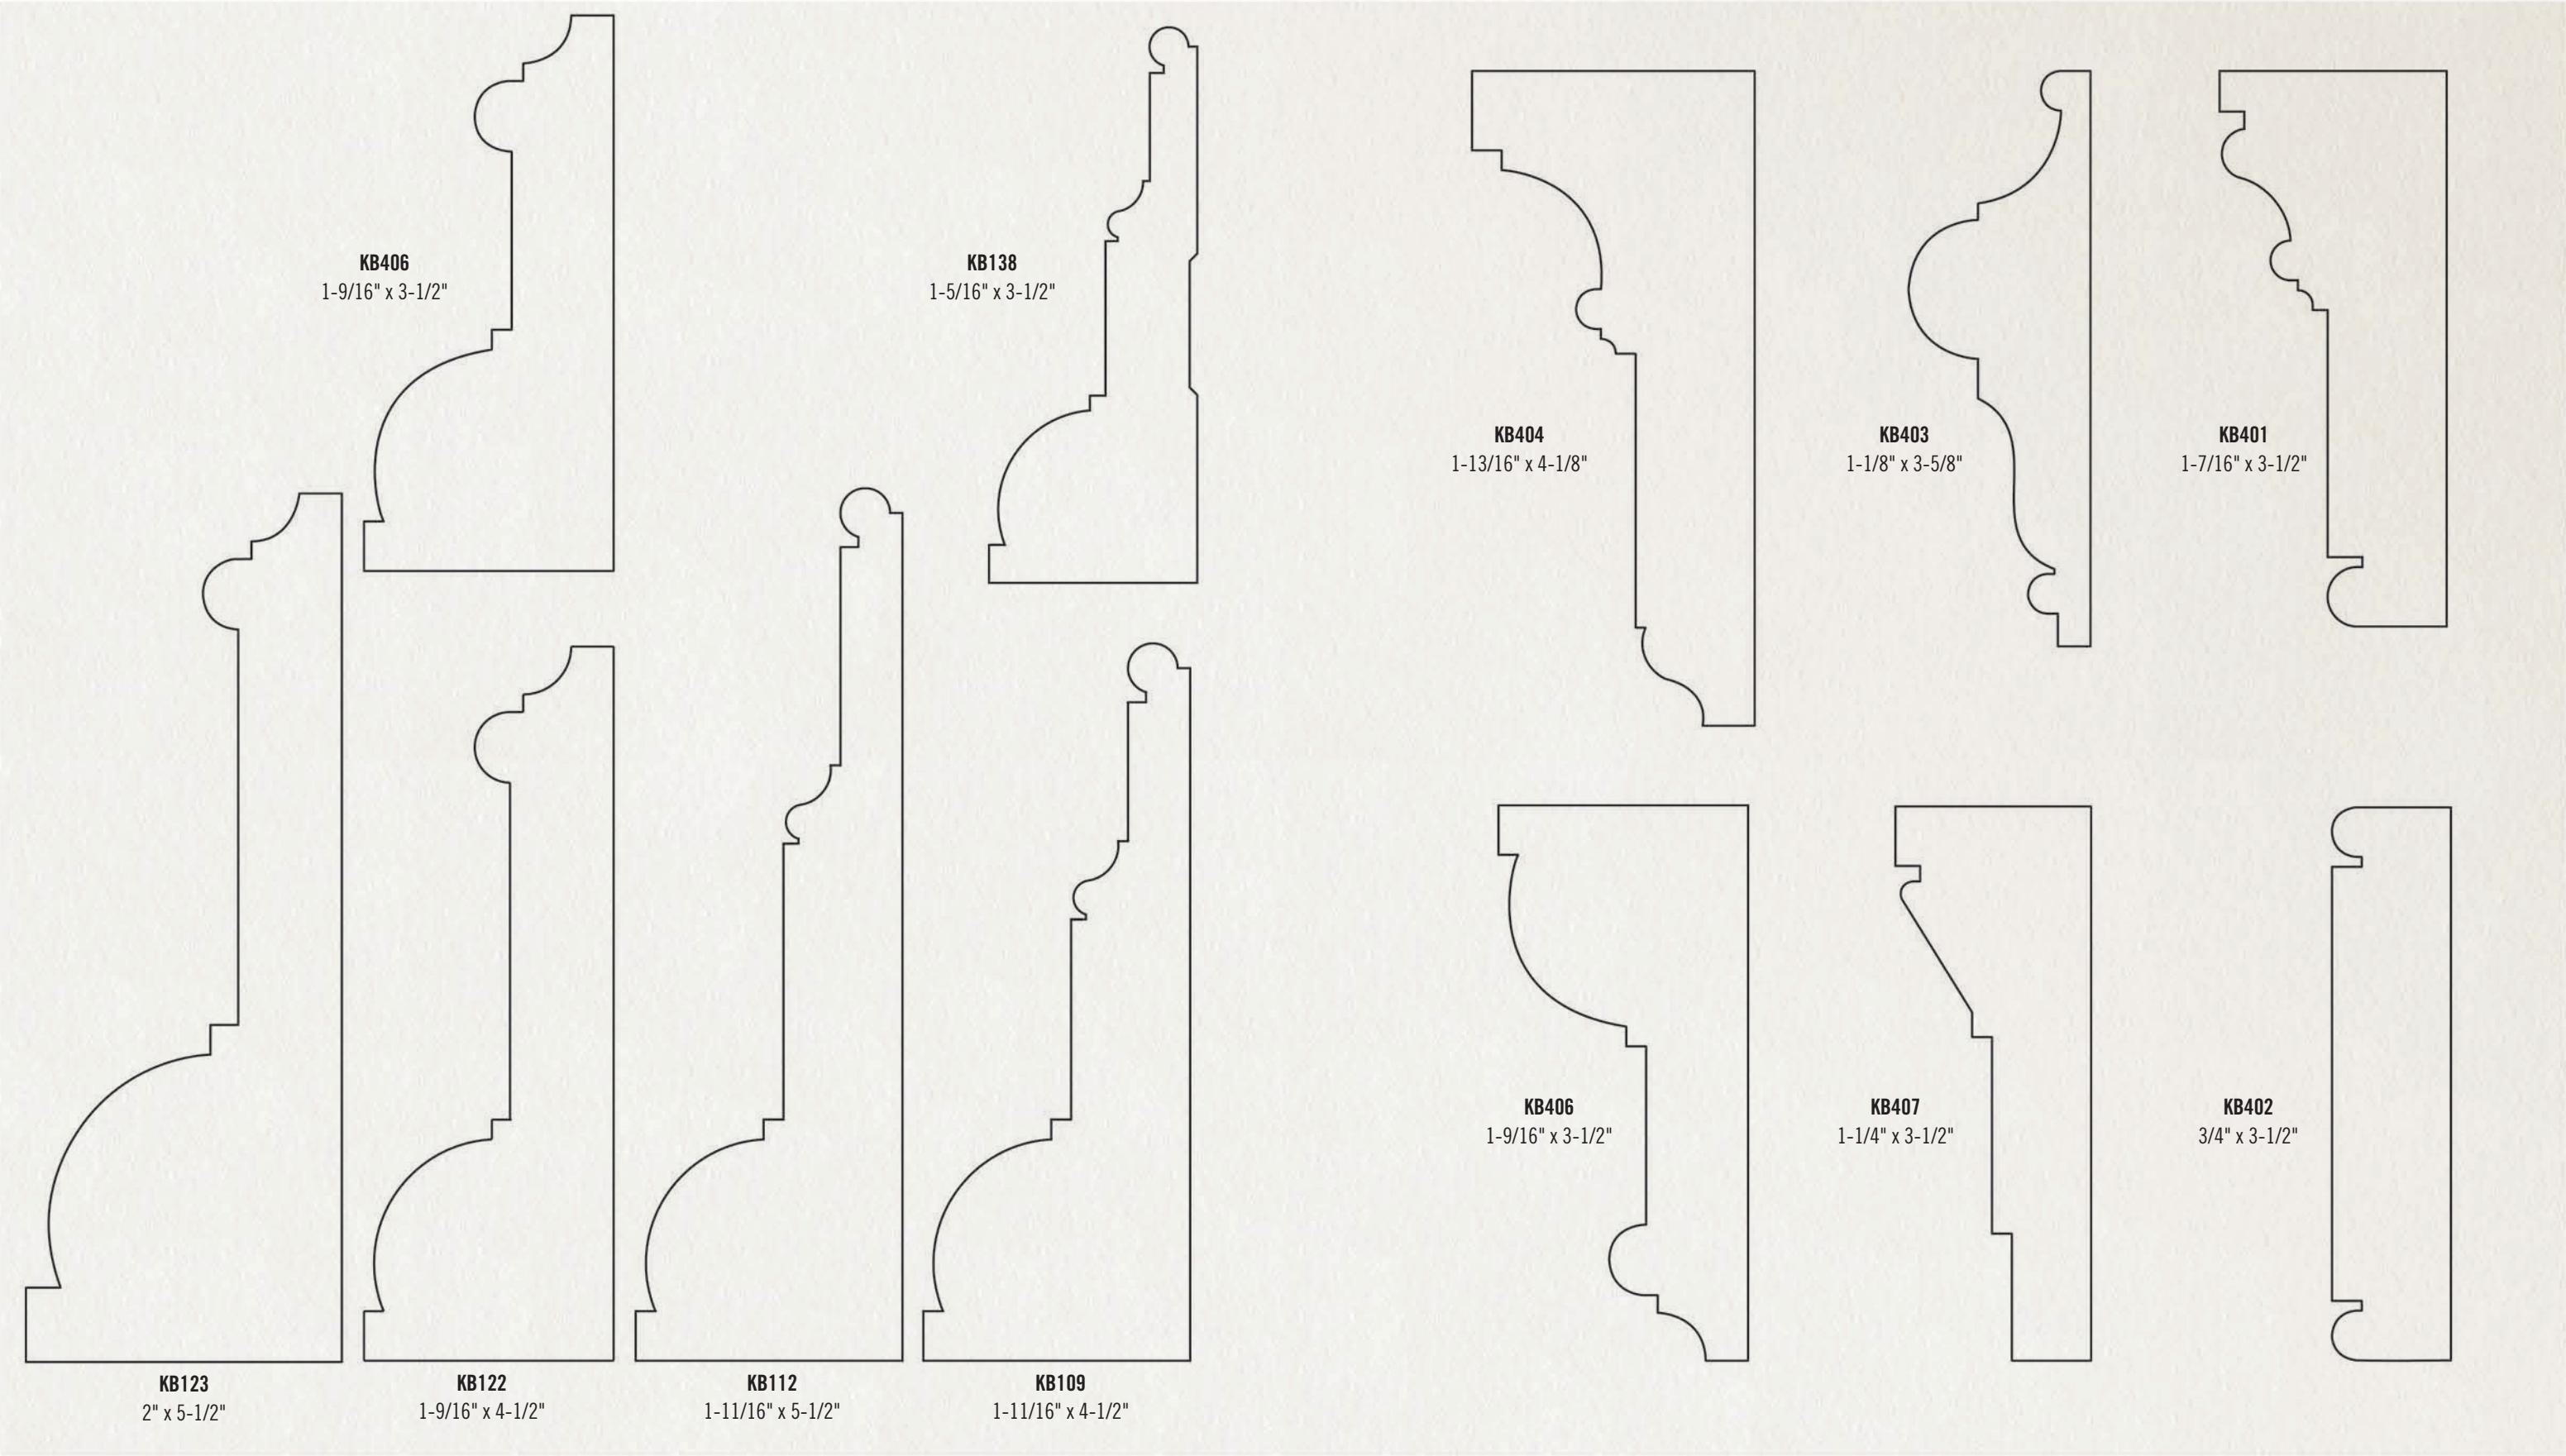 KB406
1-9/16" x 3-1/2"
KB138
1-5/16" x 3-1/2"
KB404
1-13/16" x 4-1/8"
KB403
1-1/8" x 3-5/8"
KB401
1-7/16" x 3-1/2"
KB406
1-9/16" x 3-1/2"
KB407
1-1/4" x 3-1/2"
KB402
3/4" x 3-1/2"
KB123
2" x 5-1/2"
KB122
1-9/16" x 4-1/2"
KB112
1-11/16" x 5-1/2"
KB109
1-11/16" x 4-1/2"